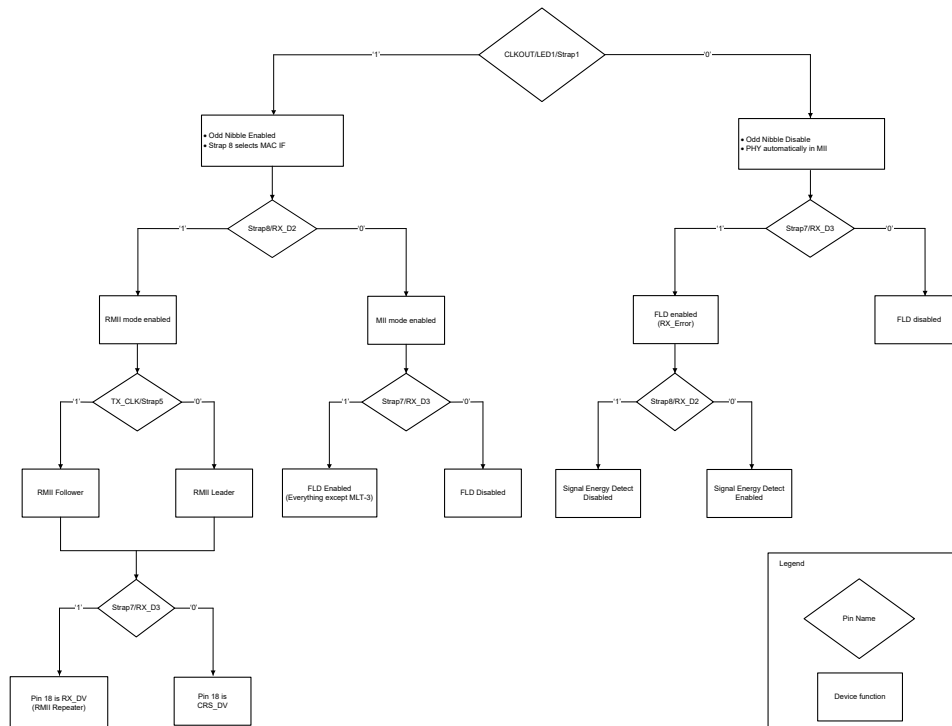 CLKOUT/LED1/Strap1
'1'
'0'
• Odd Nibble Enabled
• Strap 8 selects MAC IF
• Odd Nibble Disable
• PHY automatically in MII
Strap8/RX_D2
'1'
'0'
Strap7/RX_D3
'1'
'0'
RMII mode enabled
MII mode enabled
FLD enabled
(RX_Error)
FLD disabled
TX_CLK/Strap5
'1'
'0'
Strap7/RX_D3
'1'
'0'
Strap8/RX_D2
'1'
'0'
RMII Follower
RMII Leader
FLD Enabled
(Everything except MLT-3)
FLD Disabled
Signal Energy Detect
Disabled
Signal Energy Detect
Enabled
Strap7/RX_D3
'1'
'0'
Pin 18 is RX_DV
(RMII Repeater)
Pin 18 is
CRS_DV
Legend
Pin Name
Device function